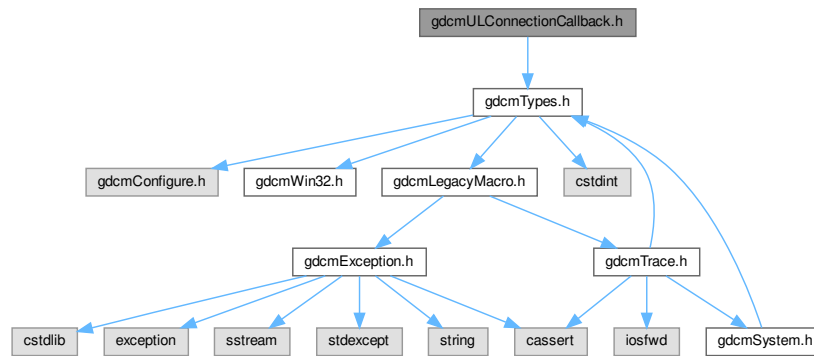 gdcmULConnectionCallback.h
gdcmTypes.h
gdcmConfigure.h
gdcmWin32.h
gdcmLegacyMacro.h
cstdint
gdcmException.h
gdcmTrace.h
cstdlib
exception
sstream
stdexcept
string
cassert
iosfwd
gdcmSystem.h